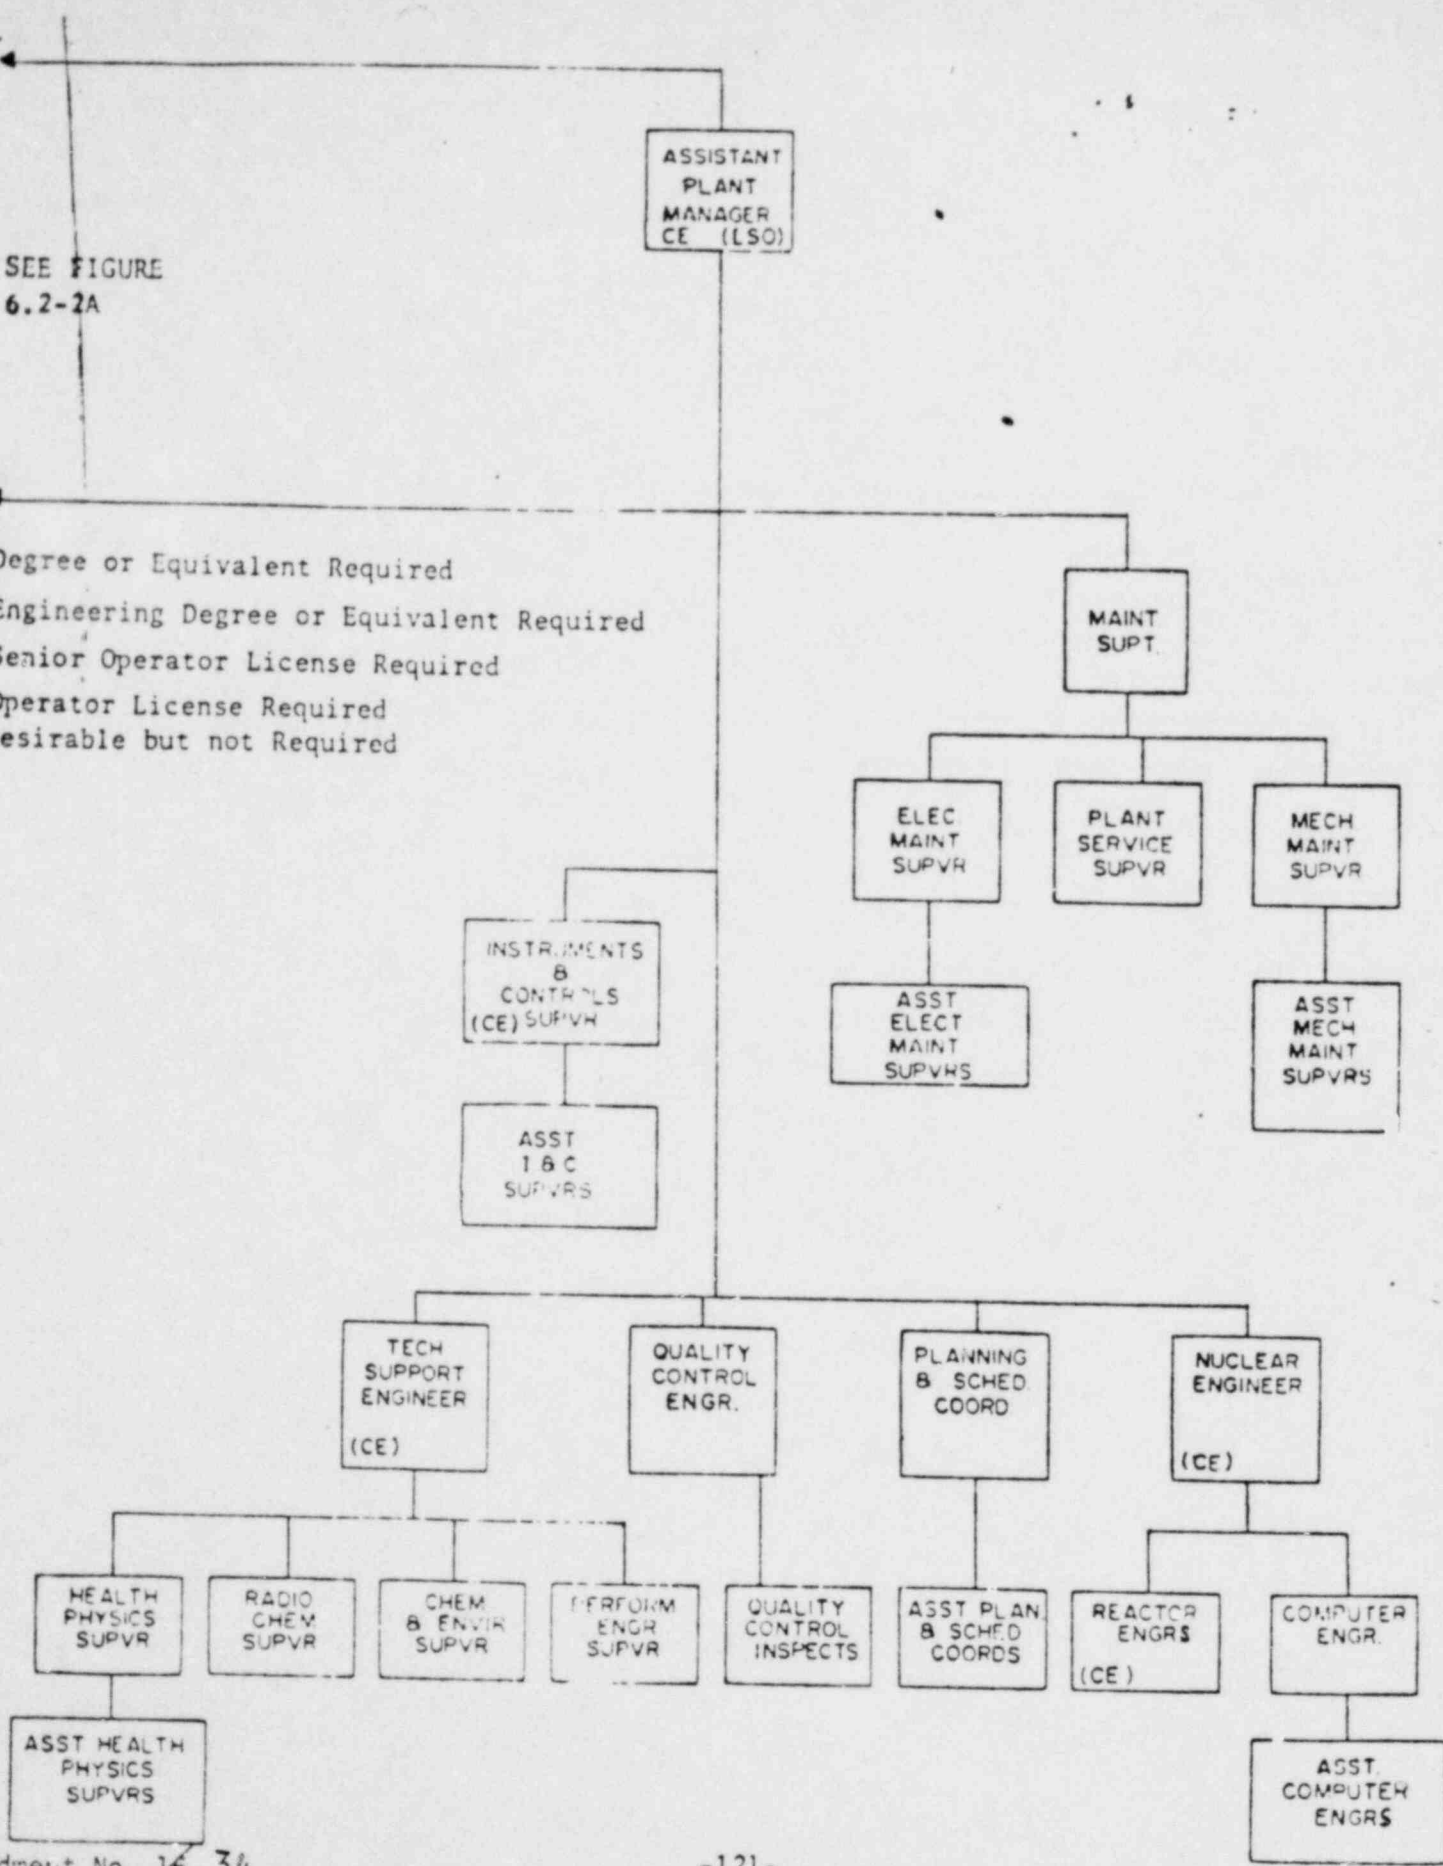 ASSISTANT
PLANT
MANAGER
CE (LSO)
SEE FIGURE
6.2-2A
Degree or Equivalent Required
Engineering Degree or Equivalent Required
Senior Operator License Required
Operator License Required
esirable but not Required
MAINT
SUPT.
ELEC
MAINT
SUPVR
PLANT
SERVICE
SUPVR
MECH
MAINT
SUPVR
INSTRUMENTS
&
CONTROLS
(CE) SUPVR
ASST
ELECT
MAINT
SUPVRS
ASST
MECH
MAINT
SUPVRS
ASST
I & C
SUPVRS
TECH
SUPPORT
ENGINEER
(CE)
QUALITY
CONTROL
ENGR.
PLANNING
& SCHED.
COORD
NUCLEAR
ENGINEER
(CE)
HEALTH
PHYSICS
SUPVR
RADIO
CHEM
SUPVR
CHEM
& ENVIR
SUPVR
PERFORM
ENGR
SUPVR
QUALITY
CONTROL
INSPECTS
ASST PLAN
& SCHED
COORDS
REACTOR
ENGRS
(CE)
COMPUTER
ENGR.
ASST HEALTH
PHYSICS
SUPVRS
ASST.
COMPUTER
ENGRS
dment No. 34
-121-